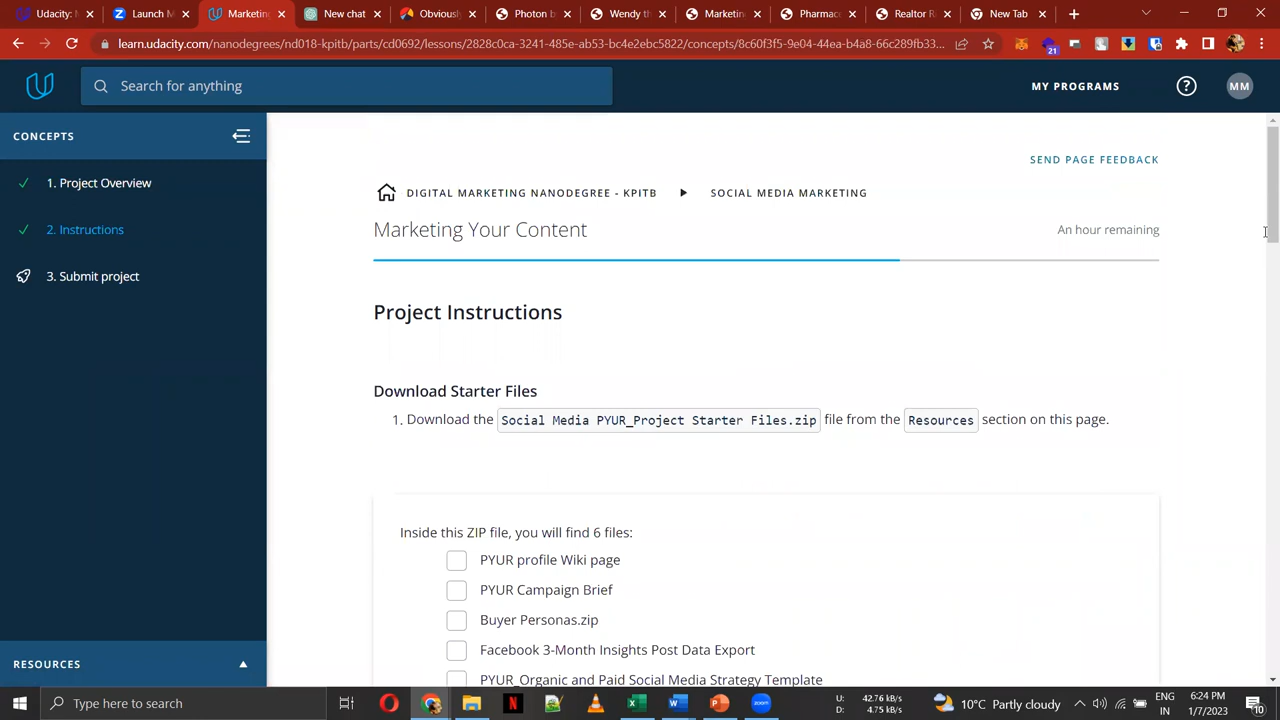 Udacity:
Launch M
Marketing
New chat
Obviously
Photon b
Wendy th
Marketin
Pharmac
Realtor R
New Tab
learn.udacity.com/nanodegrees/nd018-kpitb/parts/cd0692/lessons/2828c0ca-3241-485e-ab53-bc4e2ebc5822/concepts/8c60f3f5-9e04-44ea-b4a8-66c289fb33...
21
Search for anything
MY PROGRAMS
?
MM
CONCEPTS
1. Project Overview
2. Instructions
3. Submit project
SEND PAGE FEEDBACK
DIGITAL MARKETING NANODEGREE - KPITB
SOCIAL MEDIA MARKETING
Marketing Your Content
An hour remaining
Project Instructions
Download Starter Files
1. Download the Social Media PYUR_Project Starter Files.zip file from the Resources section on this page.
Inside this ZIP file, you will find 6 files:
PYUR profile Wiki page
PYUR Campaign Brief
Buyer Personas.zip
Facebook 3-Month Insights Post Data Export
PYUR_Organic and Paid Social Media Strategy Template
RESOURCES
Type here to search
zoom
U: 42.76 kB/s
D: 4.75 kB/s
10°C Partly cloudy
ENG
IN
6:24 PM
1/7/2023
10